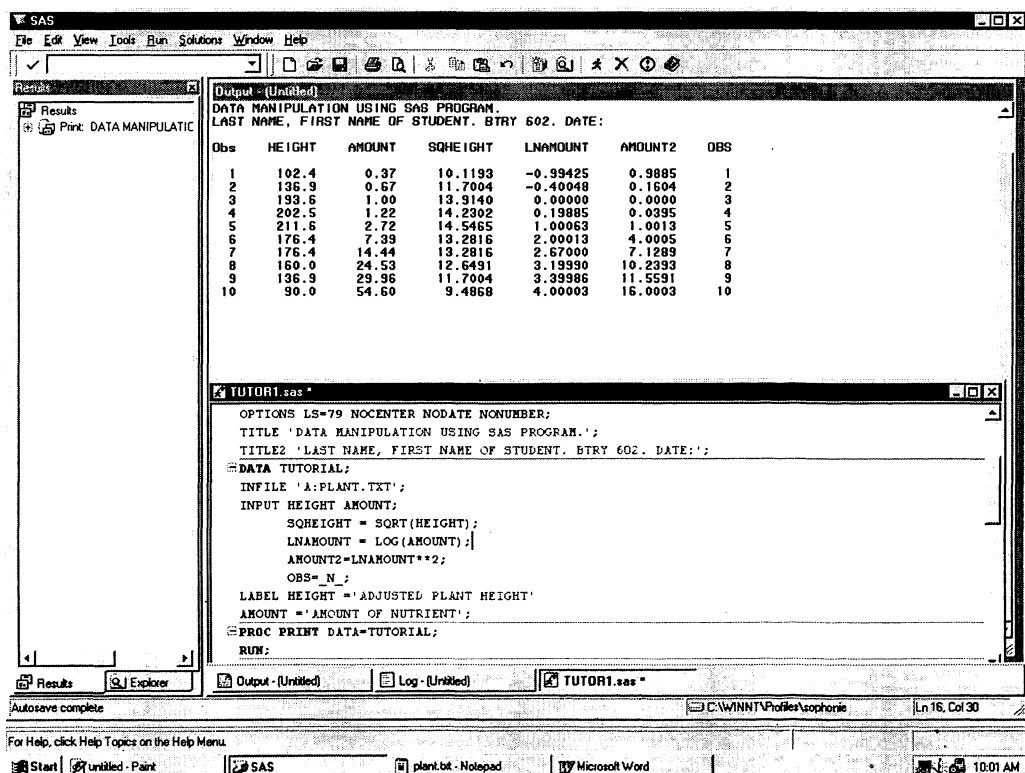 SAS
File Edit View Tools Run Solutions Window Help
Results
Results
Print: DATA MANIPULATIC
Output - (Untitled)
DATA MANIPULATION USING SAS PROGRAM.
LAST NAME, FIRST NAME OF STUDENT. BTRY 602. DATE:
Obs HEIGHT AMOUNT SQHEIGHT LNAMOUNT AMOUNT2 OBS
1 102.4 0.37 10.1193 -0.99425 0.9885 1
2 136.9 0.67 11.7004 -0.40048 0.1604 2
3 193.6 1.00 13.9140 0.00000 0.0000 3
4 202.5 1.22 14.2302 0.19885 0.0395 4
5 211.6 2.72 14.5465 1.00063 1.0013 5
6 176.4 7.39 13.2816 2.00013 4.0005 6
7 176.4 14.44 13.2816 2.67000 7.1289 7
8 160.0 24.53 12.6491 3.19990 10.2393 8
9 136.9 29.96 11.7004 3.39986 11.5591 9
10 90.0 54.60 9.4868 4.00003 16.0003 10
TUTOR1.sas *
OPTIONS LS=79 NOCENTER NODATE NONUMBER;
TITLE 'DATA MANIPULATION USING SAS PROGRAM.';
TITLE2 'LAST NAME, FIRST NAME OF STUDENT. BTRY 602. DATE:';
DATA TUTORIAL;
INFILE 'A:PLANT.TXT';
INPUT HEIGHT AMOUNT;
SQHEIGHT = SQRT(HEIGHT);
LNAMOUNT = LOG(AMOUNT);
AMOUNT2=LNAMOUNT**2;
OBS=_N_;
LABEL HEIGHT ='ADJUSTED PLANT HEIGHT'
AMOUNT ='AMOUNT OF NUTRIENT';
PROC PRINT DATA=TUTORIAL;
RUN;
Results Explorer Output - (Untitled) Log - (Untitled) TUTOR1.sas *
Autosave complete C:\WINNT\Profiles\sophonie Ln 16, Col 30
For Help, click Help Topics on the Help Menu.
Start untitled - Paint SAS plant.txt - Notepad Microsoft Word 10:01 AM